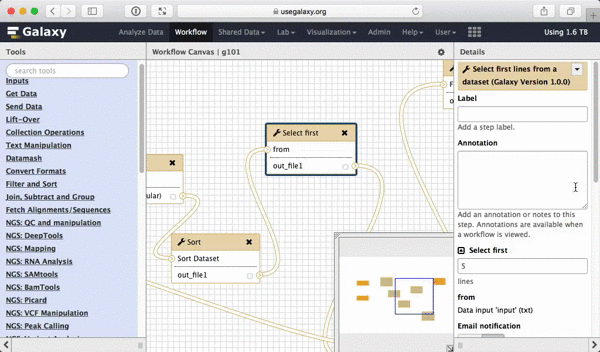 usegalaxy.org
Galaxy
Analyze Data Workflow Shared Data Lab Visualization Admin Help User
Using 1.6 TB
Tools
Workflow Canvas | g101
Details
search tools
Inputs
Get Data
Send Data
Lift-Over
Collection Operations
Text Manipulation
Datamash
Convert Formats
Filter and Sort
Join, Subtract and Group
Fetch Alignments/Sequences
NGS: QC and manipulation
NGS: DeepTools
NGS: Mapping
NGS: RNA Analysis
NGS: SAMtools
NGS: BamTools
NGS: Picard
NGS: VCF Manipulation
NGS: Peak Calling
Select first
from
out_file1
ular)
Sort
Sort Dataset
out_file1
F
o
Select first lines from a
dataset (Galaxy Version 1.0.0)
Label
Add a step label.
Annotation
Add an annotation or notes to this
step. Annotations are available when
a workflow is viewed.
Select first
5
lines
from
Data input 'input' (txt)
Email notification